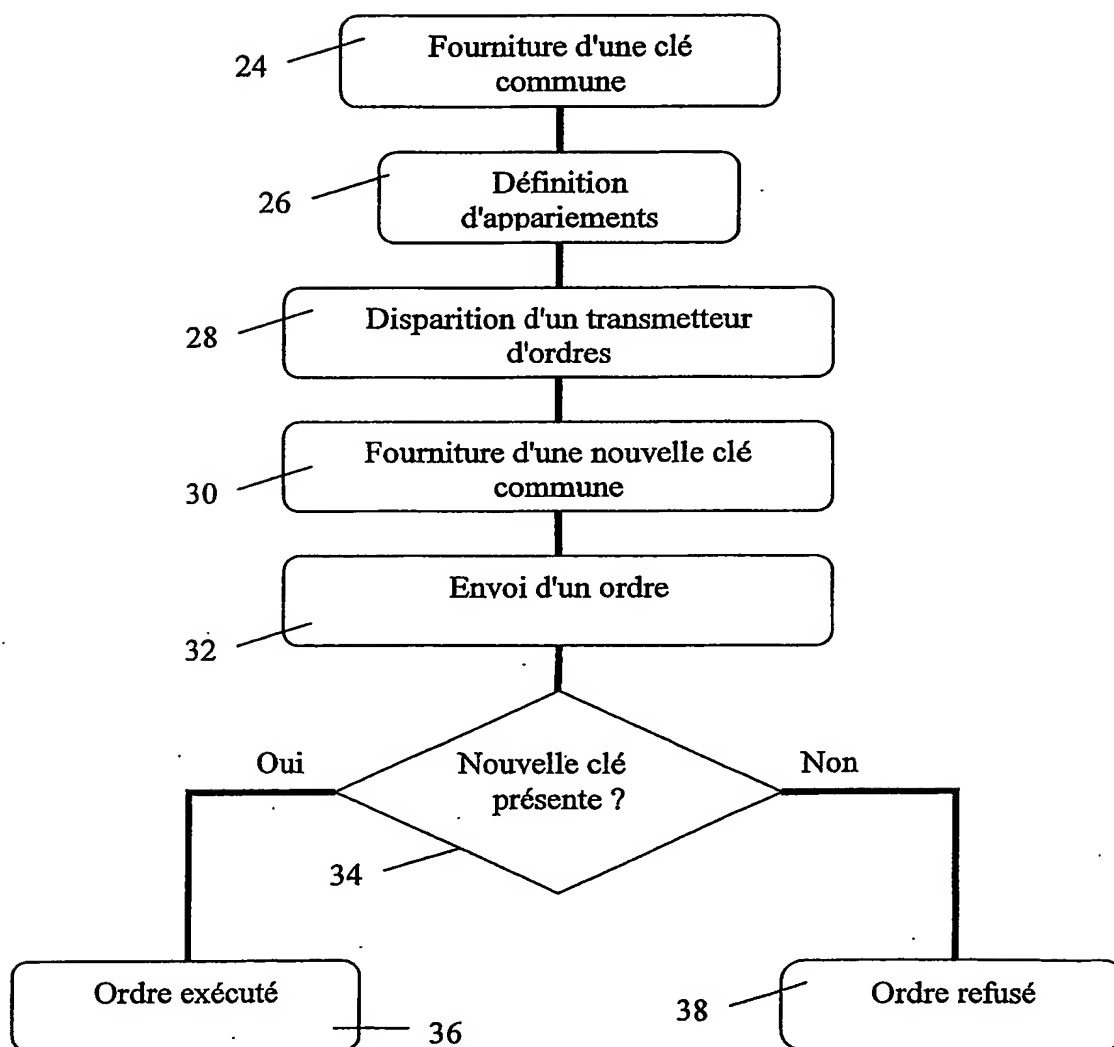 24
Fourniture d'une clé
commune
26
Définition
d'appariements
28
Disparition d'un transmetteur
d'ordres
30
Fourniture d'une nouvelle clé
commune
Envoi d'un ordre
32
Oui
Nouvelle clé
présente ?
Non
34
Ordre exécuté
36
38
Ordre refusé